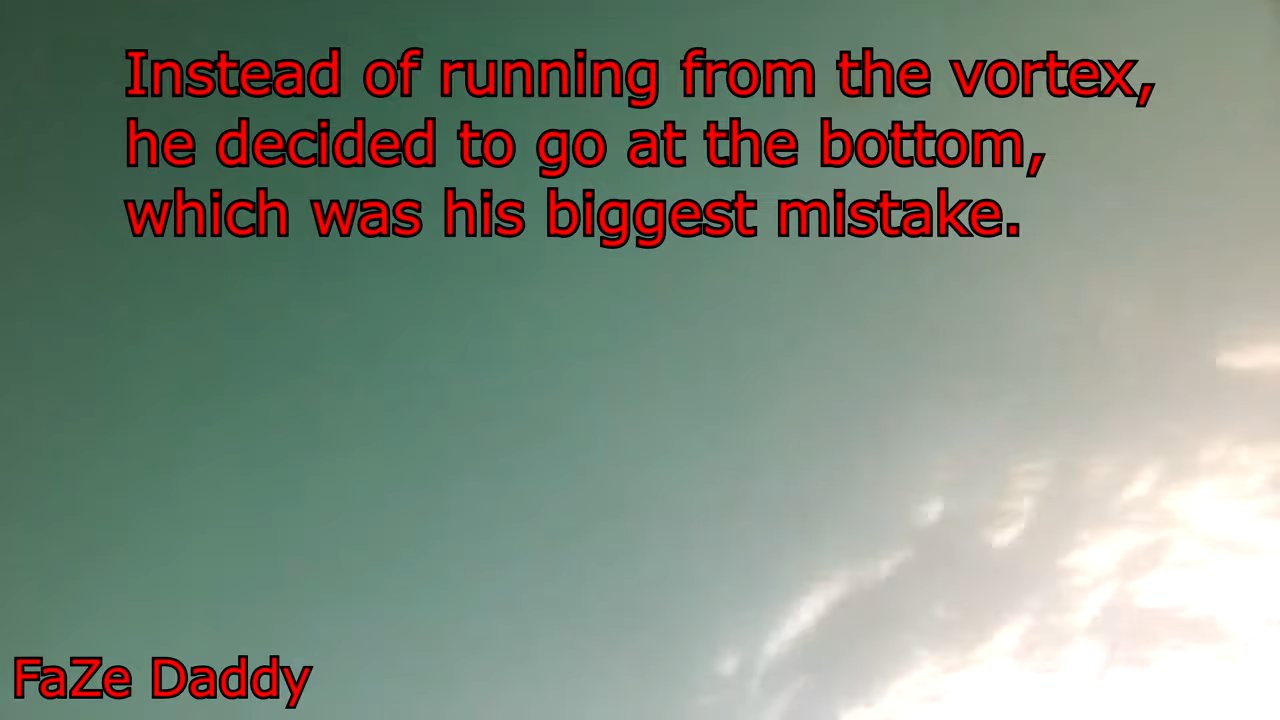 Instead of running from the vortex,
he decided to go at the bottom,
which was his biggest mistake.
FaZe Daddy